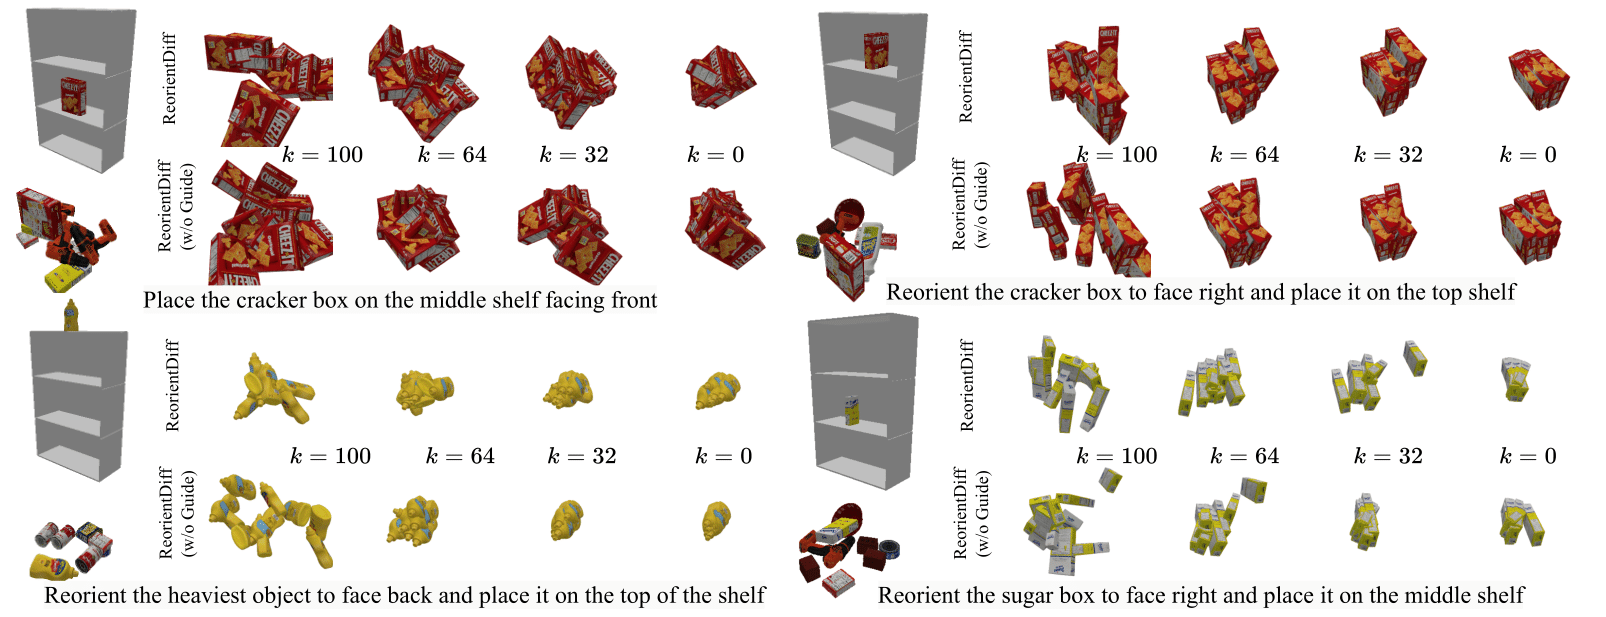 ReorientDiff
k = 100
k = 64
k = 32
k = 0
ReorientDiff
(w/o Guide)
Place the cracker box on the middle shelf facing front
ReorientDiff
k = 100
k = 64
k = 32
k = 0
ReorientDiff
(w/o Guide)
Reorient the cracker box to face right and place it on the top shelf
ReorientDiff
k = 100
k = 64
k = 32
k = 0
ReorientDiff
(w/o Guide)
Reorient the heaviest object to face back and place it on the top of the shelf
ReorientDiff
k = 100
k = 64
k = 32
k = 0
ReorientDiff
(w/o Guide)
Reorient the sugar box to face right and place it on the middle shelf